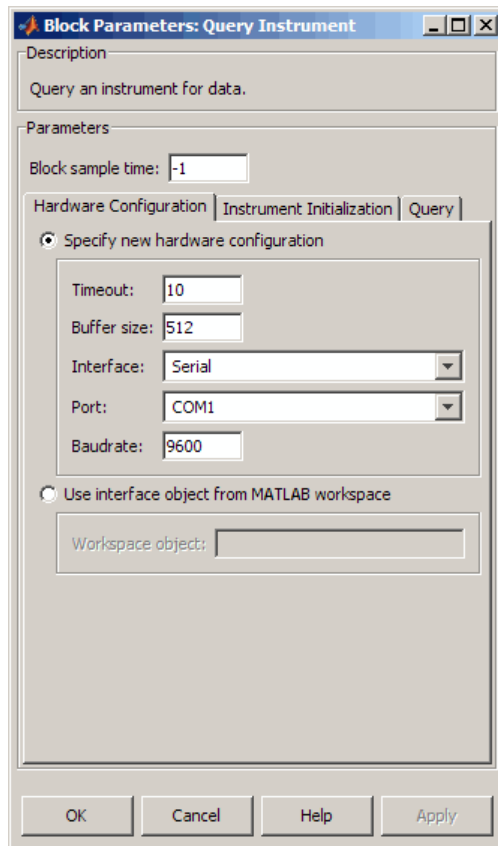 Block Parameters: Query Instrument
Description
Query an instrument for data.
Parameters
Block sample time: -1
Hardware Configuration Instrument Initialization Query
Specify new hardware configuration
Timeout: 10
Buffer size: 512
Interface: Serial
Port: COM1
Baudrate: 9600
Use interface object from MATLAB workspace
Workspace object:
OK Cancel Help Apply